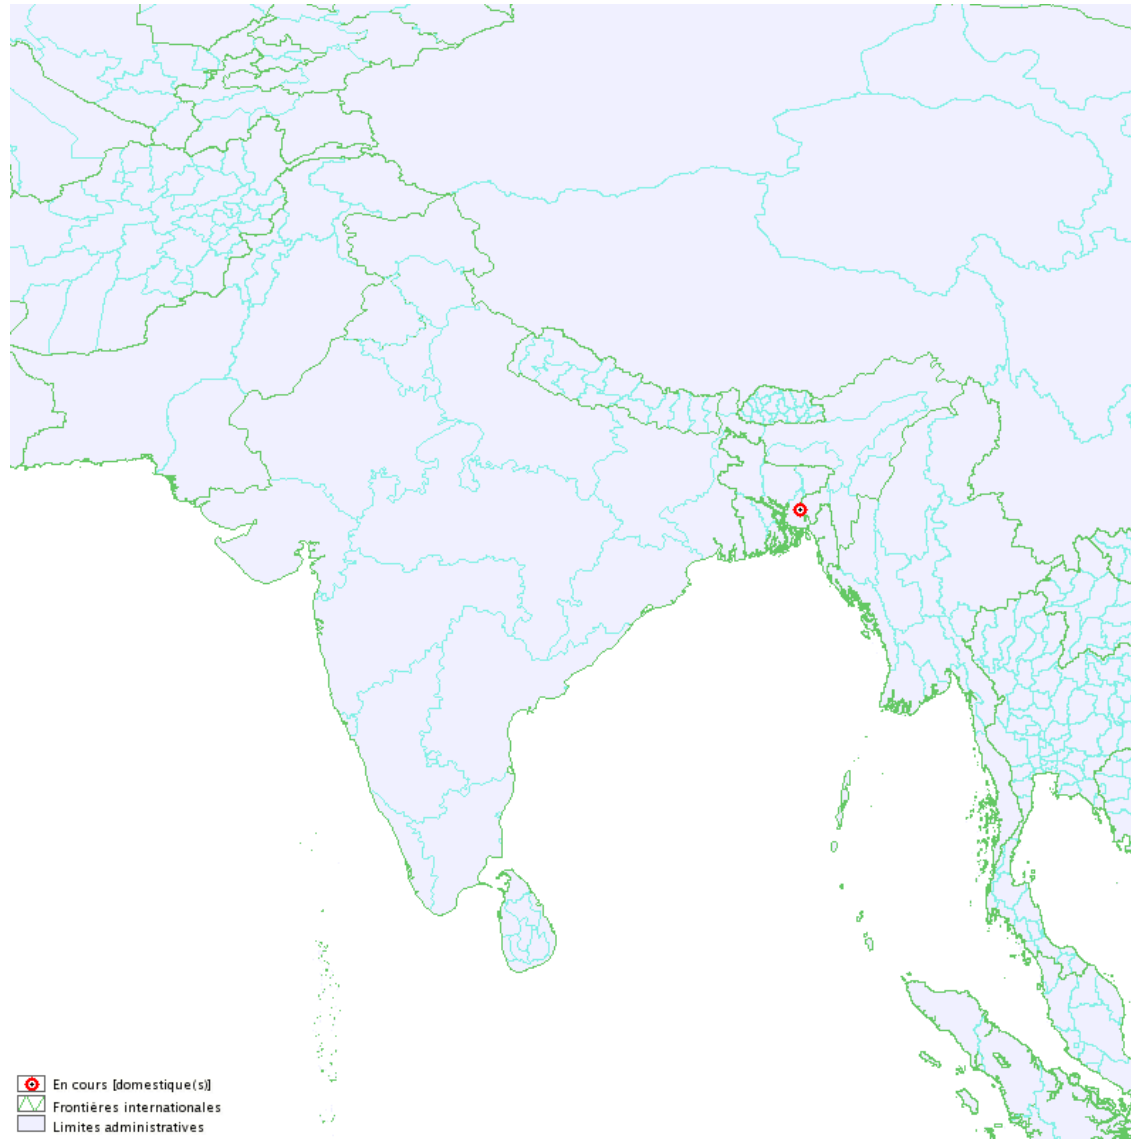 En cours [domestique(s)]
Frontières internationales
Limites administratives